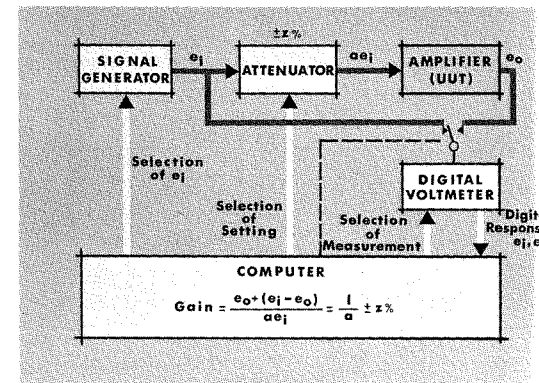 ± z %
SIGNAL
GENERATOR
ei
ATTENUATOR
aei
AMPLIFIER
(UUT)
eo
Selection
of ei
Selection
of
Setting
Selection
of
Measurement
DIGITAL
VOLTMETER
Digit
Respons
ei, e
COMPUTER
Gain = eo + (ei - eo) / aei = 1 / a ± z %